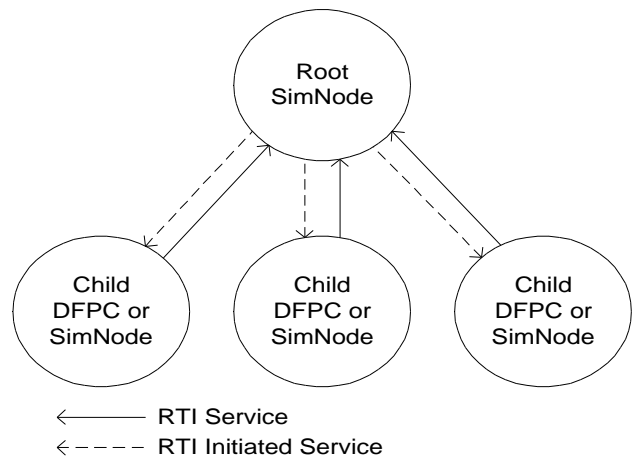 Root
SimNode
Child
DFPC or
SimNode
Child
DFPC or
SimNode
Child
DFPC or
SimNode
RTI Service
RTI Initiated Service